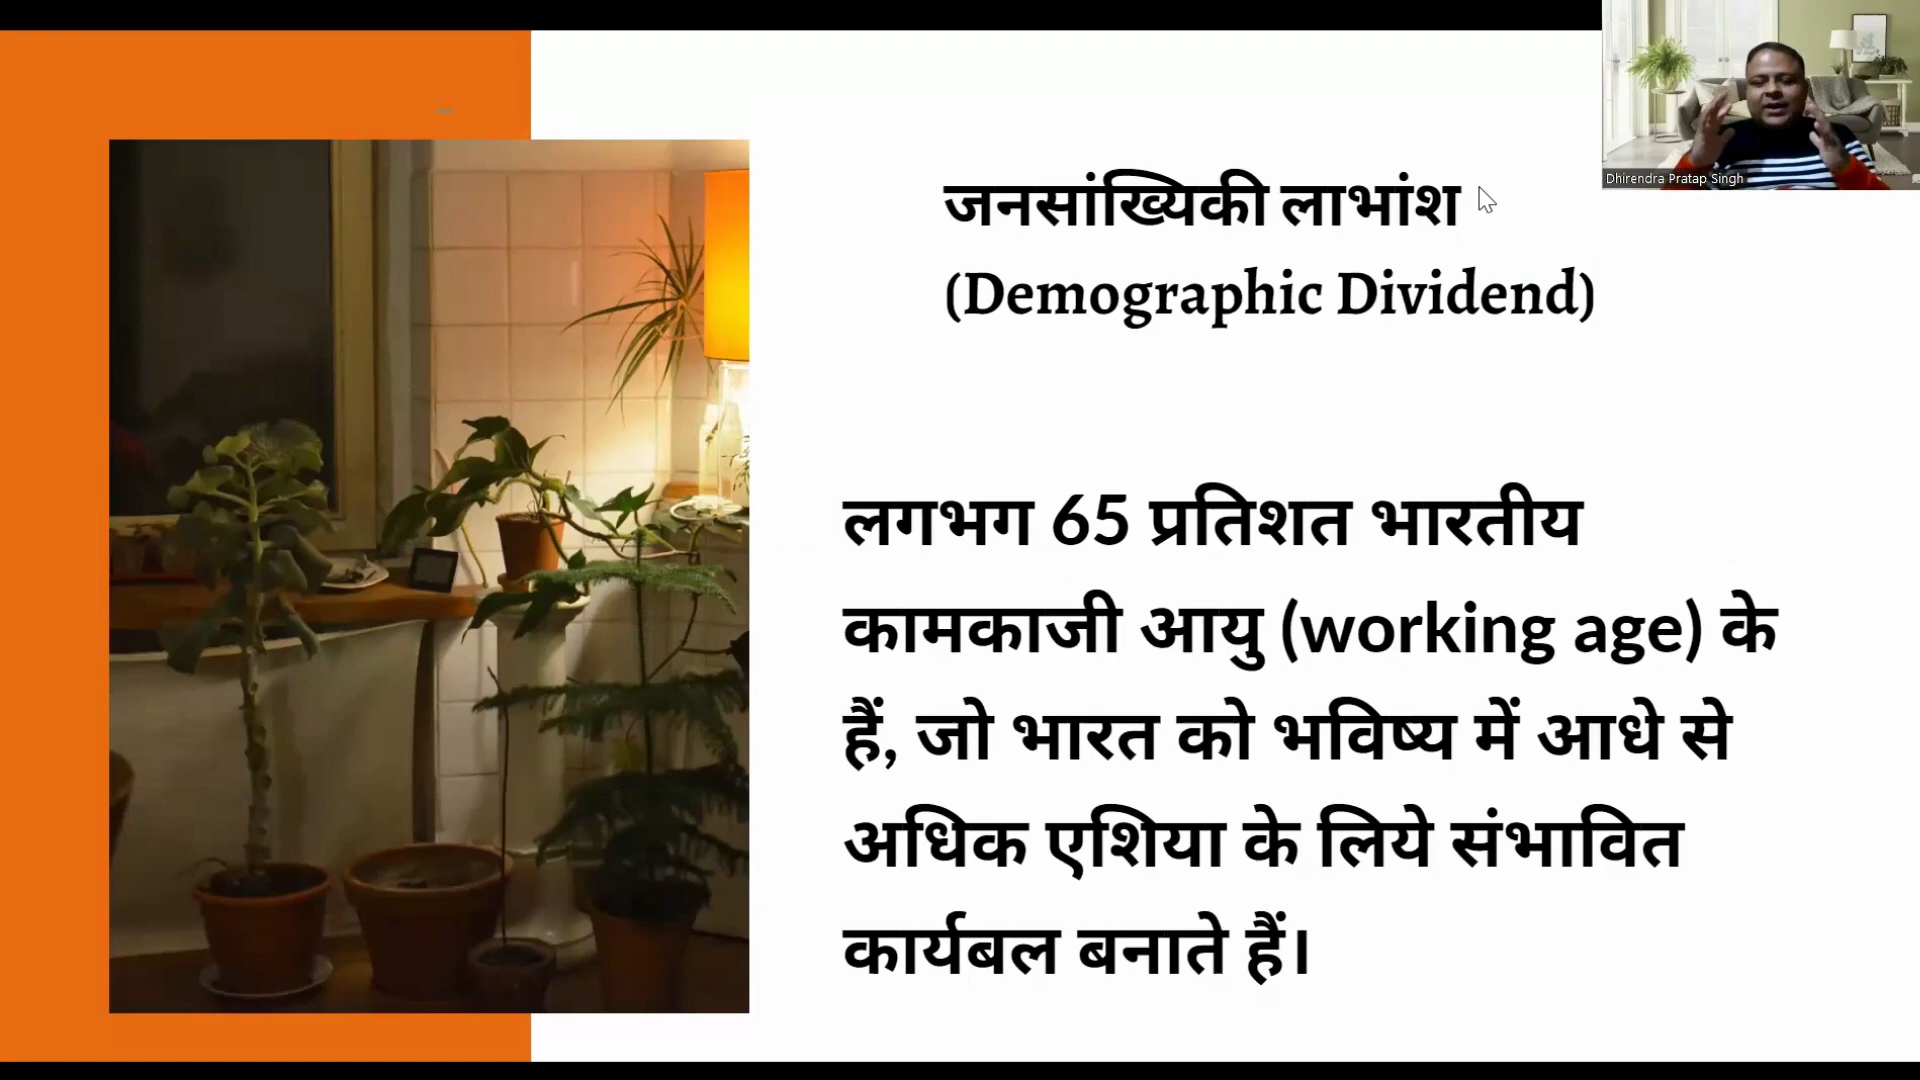 Dhirendra Pratap Singh
जनसांख्यिकी लाभांश
(Demographic Dividend)
लगभग 65 प्रतिशत भारतीय
कामकाजी आयु (working age) के
हैं, जो भारत को भविष्य में आधे से
अधिक एशिया के लिये संभावित
कार्यबल बनाते हैं।